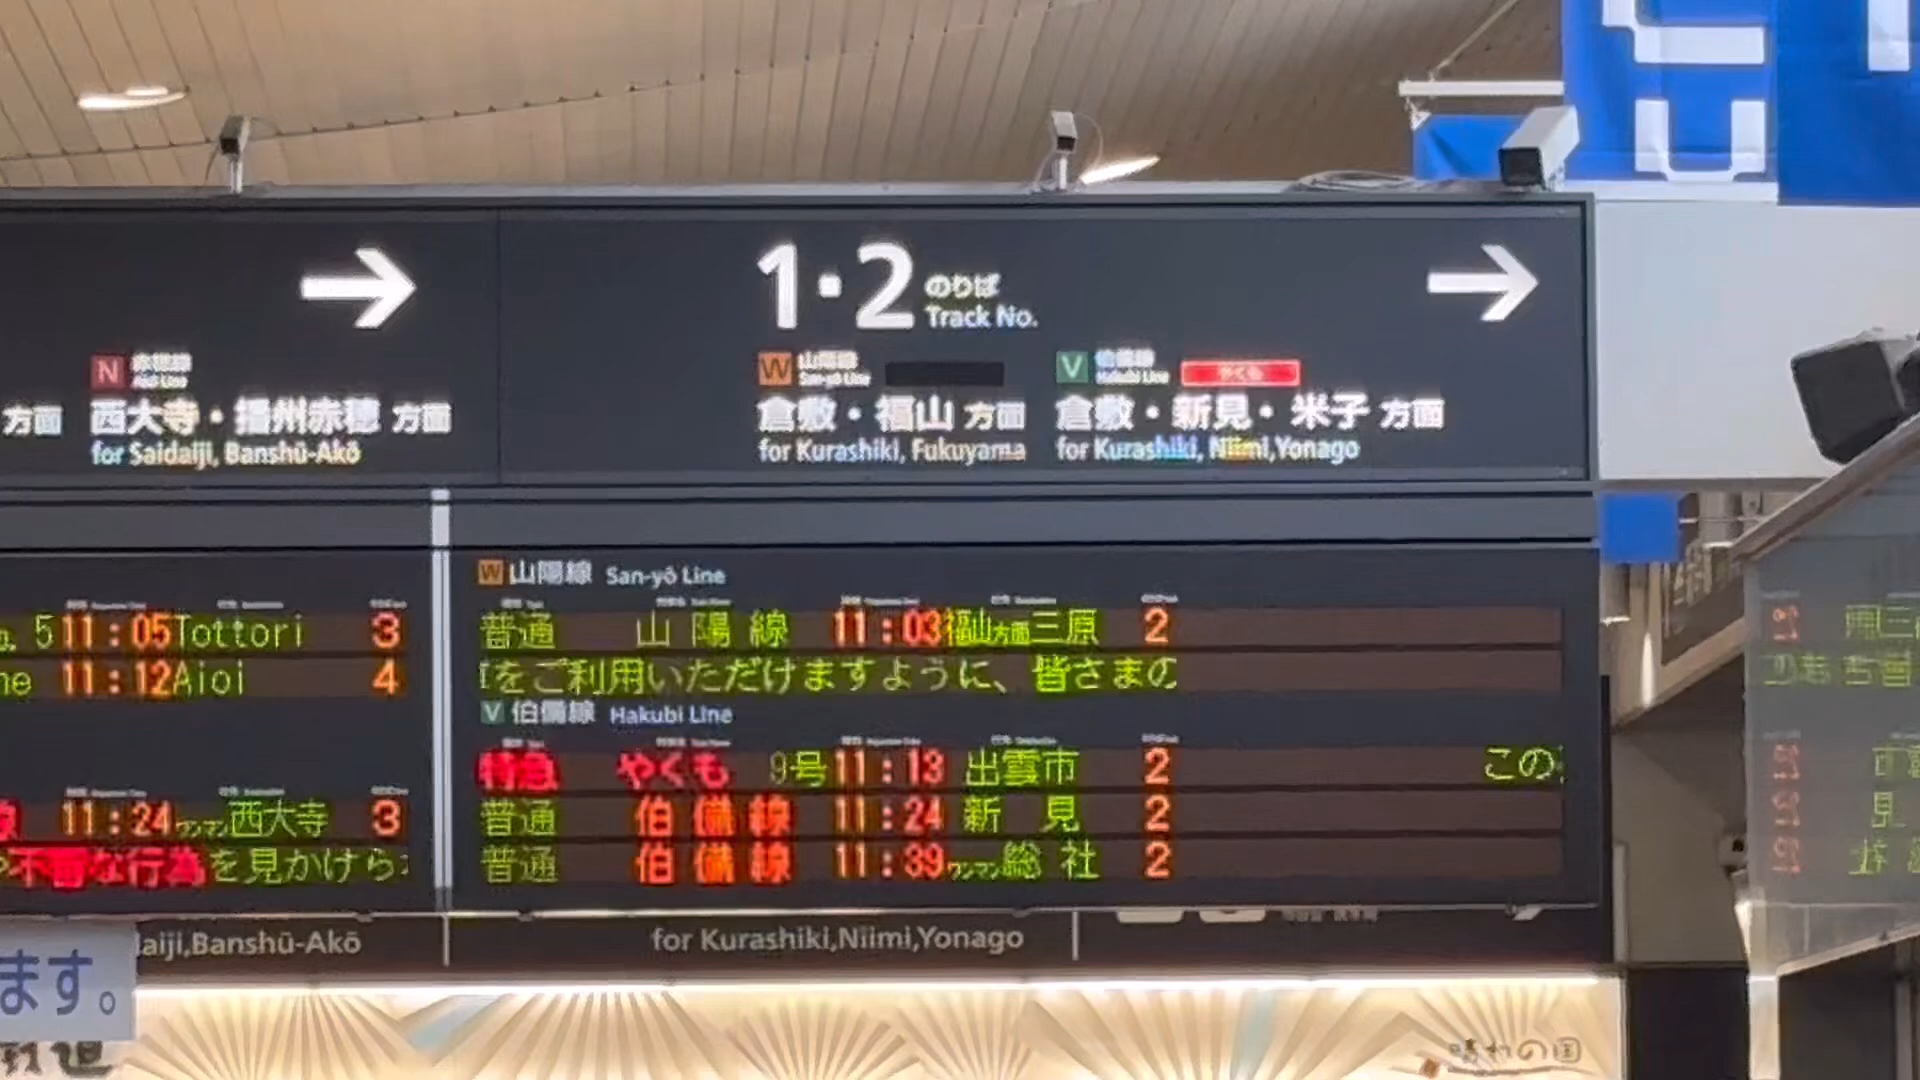 1・2 のりば
Track No.
N 赤穂線
Akō Line
方面 西大寺・播州赤穂 方面
for Saidaiji, Banshū-Akō
W 山陽線
San-yō Line
V 伯備線
Hakubi Line
やくも
倉敷・福山 方面
for Kurashiki, Fukuyama
倉敷・新見・米子 方面
for Kurashiki, Niimi,Yonago
5 11:05 Tottori 3
11:12 Aioi 4
11:24 ワンマン 西大寺 3
不審な行為を見かけら
W 山陽線 San-yō Line
普通 山陽線 11:03 福山方面三原 2
をご利用いただけますように、皆さまの
V 伯備線 Hakubi Line
特急 やくも 9号 11:13 出雲市 2
この
普通 伯備線 11:24 新見 2
普通 伯備線 11:39 ワンマン 総社 2
aiji,Banshū-Akō
for Kurashiki,Niimi,Yonago
ます。
晴れの国